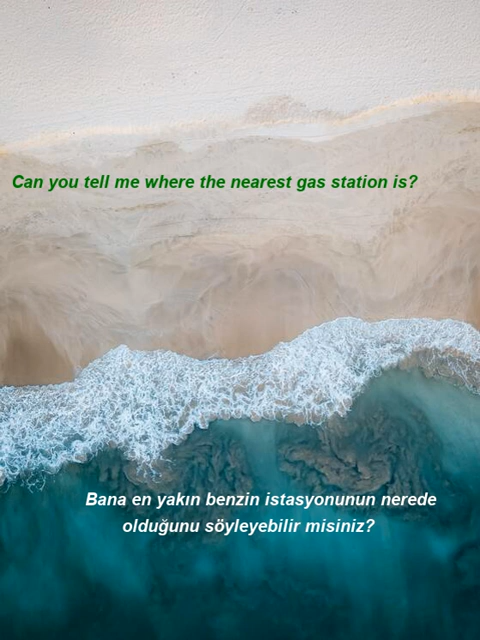 Can you tell me where the nearest gas station is?
Bana en yakın benzin istasyonunun nerede
olduğunu söyleyebilir misiniz?